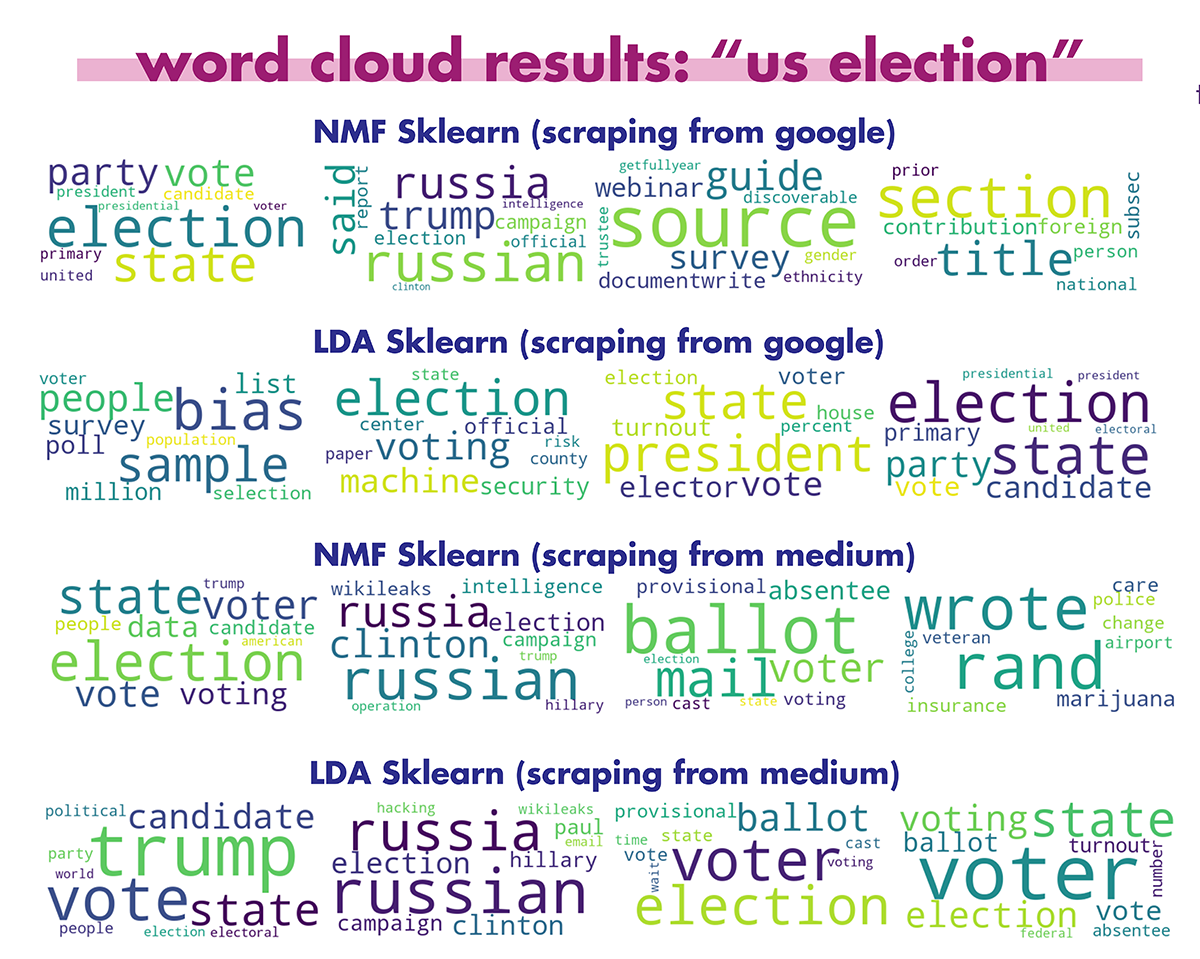 word cloud results: “us election”
NMF Sklearn (scraping from google)
party vote
president candidate
presidential voter
election
primary state
united
said report russia
trump intelligence
campaign
election official
russian
clinton
getfullyear
webinar guide
discoverable
trustee source
survey gender
documentwrite ethnicity
prior
section subsec
contribution foreign
order title person
national
LDA Sklearn (scraping from google)
voter
people bias list
survey
poll population
sample
million selection
state
election
center official
paper voting risk
county
machine security
election voter
state house
turnout percent
president
elector vote
presidential president
election
primary united electoral
party state
vote candidate
NMF Sklearn (scraping from medium)
state trump
voter
people data candidate
american
election
vote voting
wikileaks intelligence
russia election
clinton campaign
trump
russian
operation hillary
provisional absentee
ballot
election
mail voter
person cast state voting
care
wrote police
change
college veteran airport
rand
insurance marijuana
LDA Sklearn (scraping from medium)
political candidate
trump
party
world
vote state
people election electoral
hacking wikileaks
russia paul
email
election hillary
russian
campaign clinton
provisional ballot
time state cast
vote voter voting
wait
election
voting state
ballot turnout
voter number
election vote
federal absentee